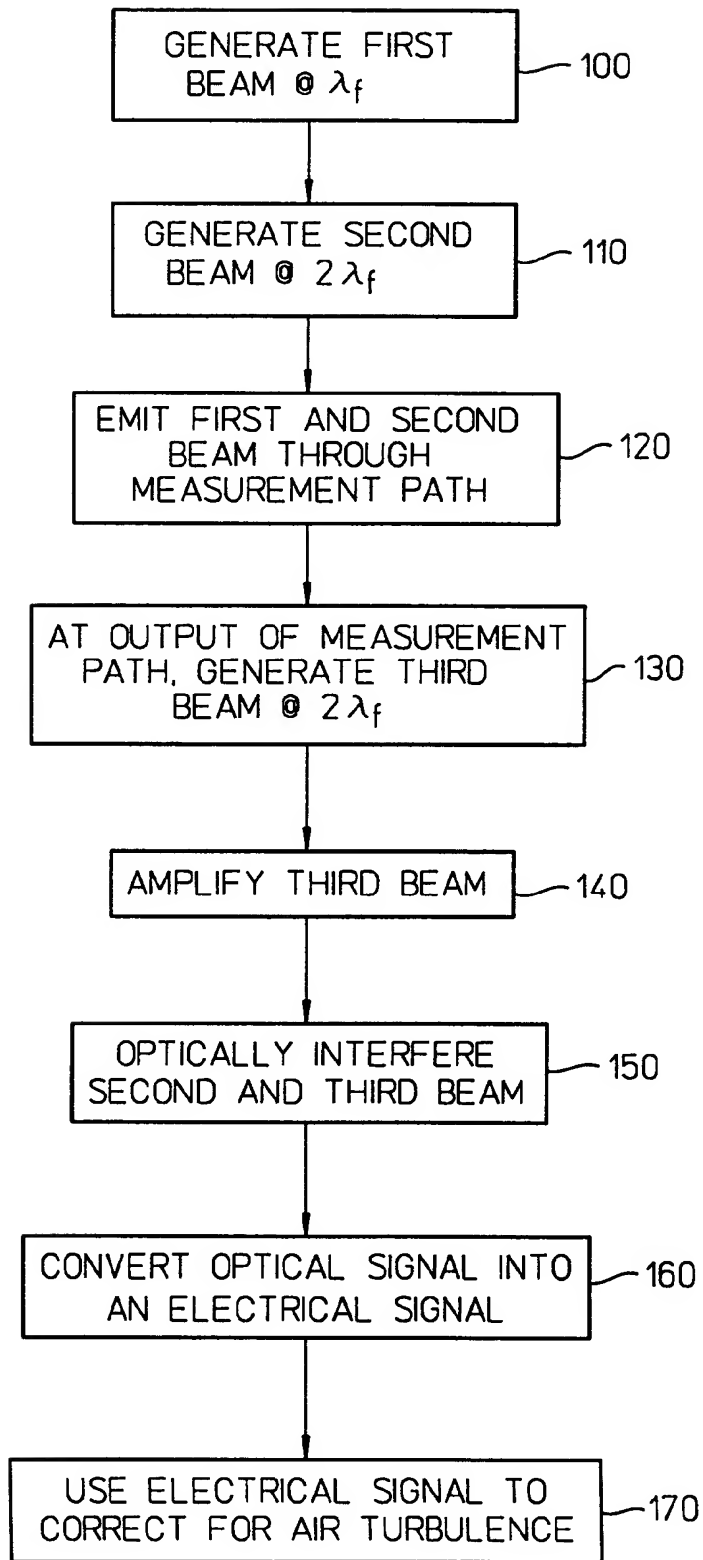 GENERATE FIRST
BEAM @ λf
100
GENERATE SECOND
BEAM @ 2λf
110
EMIT FIRST AND SECOND
BEAM THROUGH
MEASUREMENT PATH
120
AT OUTPUT OF MEASUREMENT
PATH, GENERATE THIRD
BEAM @ 2λf
130
AMPLIFY THIRD BEAM
140
OPTICALLY INTERFERE
SECOND AND THIRD BEAM
150
CONVERT OPTICAL SIGNAL INTO
AN ELECTRICAL SIGNAL
160
USE ELECTRICAL SIGNAL TO
CORRECT FOR AIR TURBULENCE
170